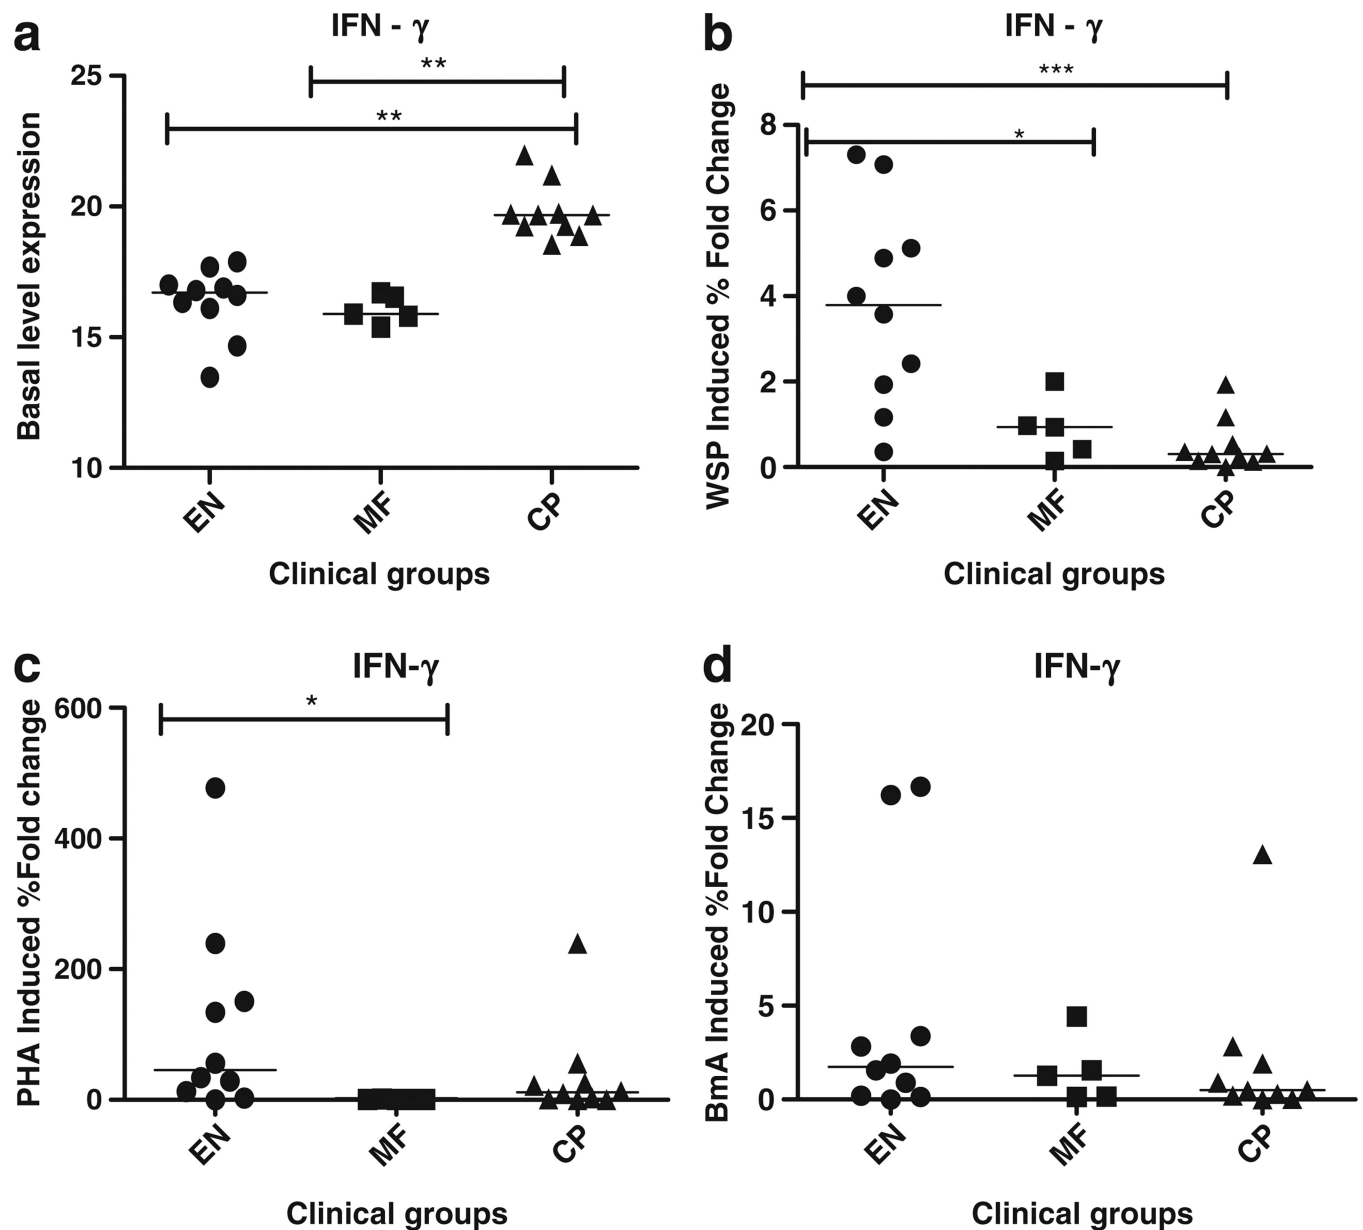 a
IFN - γ
**
**
Basal level expression
25
20
15
10
EN
MF
CP
Clinical groups
b
IFN - γ
***
*
WSP Induced % Fold Change
8
6
4
2
0
EN
MF
CP
Clinical groups
c
IFN-γ
*
PHA Induced %Fold change
600
400
200
0
EN
MF
CP
Clinical groups
d
IFN-γ
BmA Induced %Fold Change
20
15
10
5
0
EN
MF
CP
Clinical groups